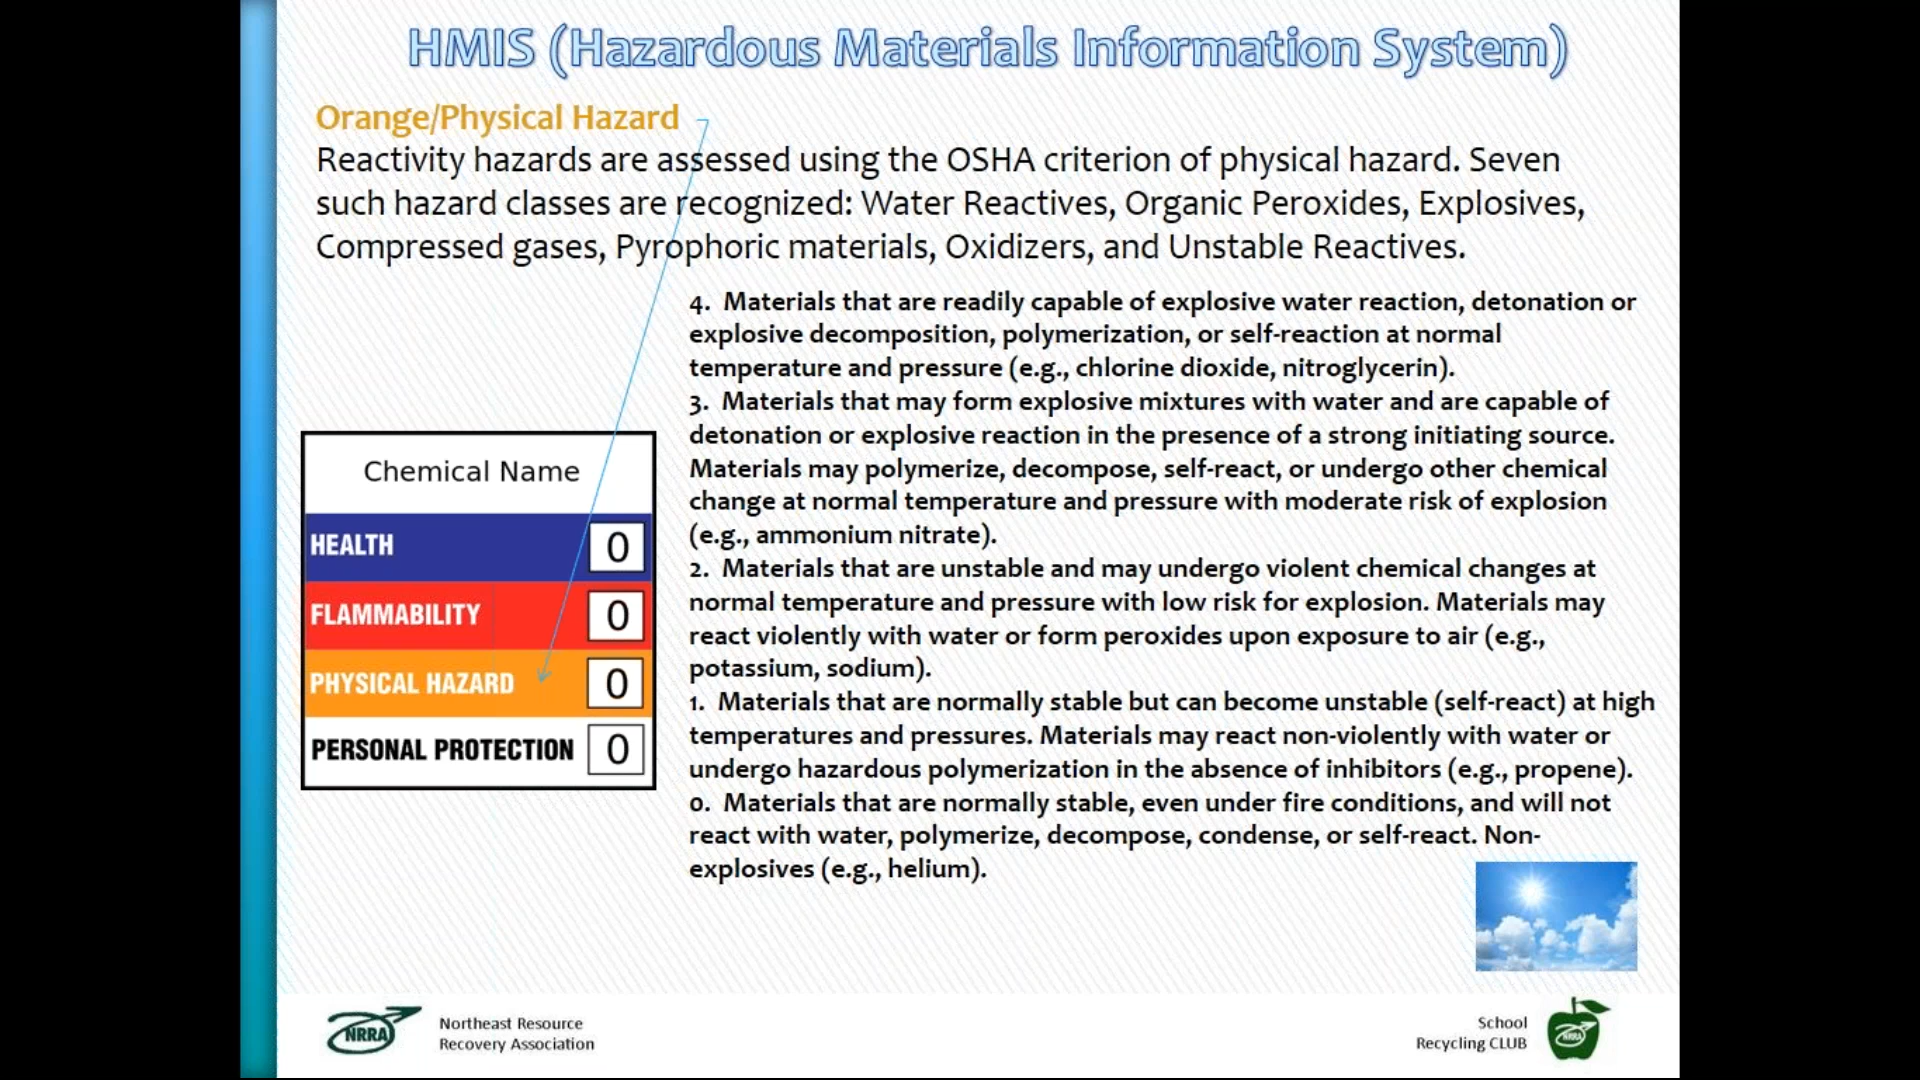 HMIS (Hazardous Materials Information System)
Orange/Physical Hazard
Reactivity hazards are assessed using the OSHA criterion of physical hazard. Seven
such hazard classes are recognized: Water Reactives, Organic Peroxides, Explosives,
Compressed gases, Pyrophoric materials, Oxidizers, and Unstable Reactives.
4. Materials that are readily capable of explosive water reaction, detonation or
explosive decomposition, polymerization, or self-reaction at normal
temperature and pressure (e.g., chlorine dioxide, nitroglycerin).
3. Materials that may form explosive mixtures with water and are capable of
detonation or explosive reaction in the presence of a strong initiating source.
Materials may polymerize, decompose, self-react, or undergo other chemical
change at normal temperature and pressure with moderate risk of explosion
(e.g., ammonium nitrate).
2. Materials that are unstable and may undergo violent chemical changes at
normal temperature and pressure with low risk for explosion. Materials may
react violently with water or form peroxides upon exposure to air (e.g.,
potassium, sodium).
1. Materials that are normally stable but can become unstable (self-react) at high
temperatures and pressures. Materials may react non-violently with water or
undergo hazardous polymerization in the absence of inhibitors (e.g., propene).
0. Materials that are normally stable, even under fire conditions, and will not
react with water, polymerize, decompose, condense, or self-react. Non-
explosives (e.g., helium).
Chemical Name
HEALTH 0
FLAMMABILITY 0
PHYSICAL HAZARD 0
PERSONAL PROTECTION 0
NRRA
Northeast Resource
Recovery Association
School
Recycling CLUB
NRRA